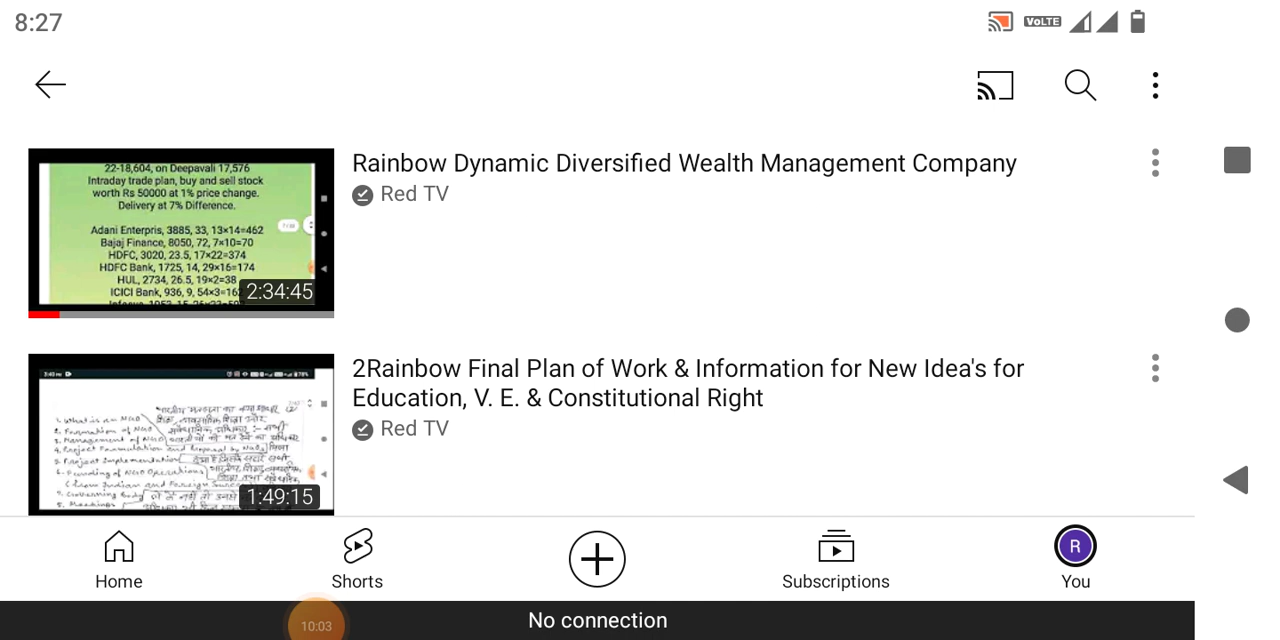 8:27
VoLTE
22-18,604, on Deepavali 17,576
Intraday trade plan, buy and sell stock
worth Rs 50000 at 1% price change.
Delivery at 7% Difference.
Adani Enterpris, 3885, 33, 13×14=462
Bajaj Finance, 8050, 72, 7×10=70
HDFC, 3020, 23.5, 17×22=374
HDFC Bank, 1725, 14, 29×16=174
HUL, 2734, 26.5, 19×2=38
ICICI Bank, 936, 9, 54×3=162
2:34:45
Rainbow Dynamic Diversified Wealth Management Company
Red TV
1. What is an NGO
2. Formation of NGO
3. Management of NGO
4. Project Formulation and Proposal by NGOs
5. Project Implementation
6. Funding of NGO Operations
1:49:15
2Rainbow Final Plan of Work & Information for New Idea's for
Education, V. E. & Constitutional Right
Red TV
Home
Shorts
Subscriptions
R
You
10:03
No connection